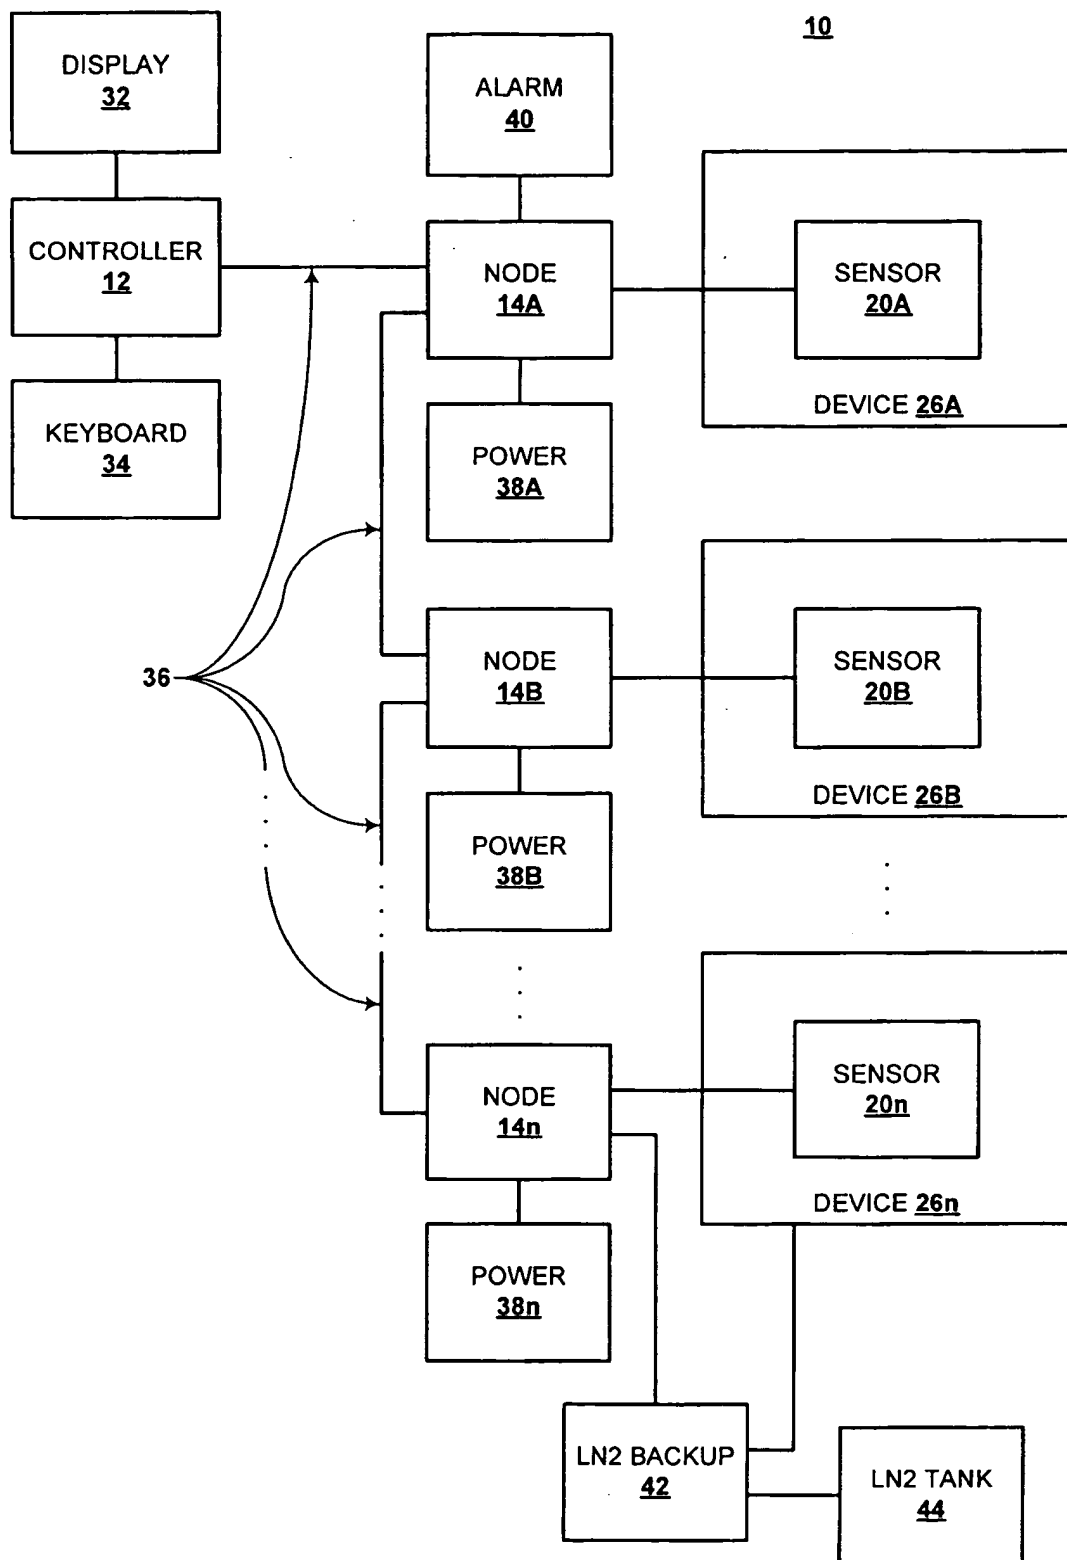 10
DISPLAY
32
ALARM
40
CONTROLLER
12
NODE
14A
SENSOR
20A
DEVICE 26A
KEYBOARD
34
POWER
38A
36
NODE
14B
SENSOR
20B
DEVICE 26B
POWER
38B
NODE
14n
SENSOR
20n
DEVICE 26n
POWER
38n
LN2 BACKUP
42
LN2 TANK
44